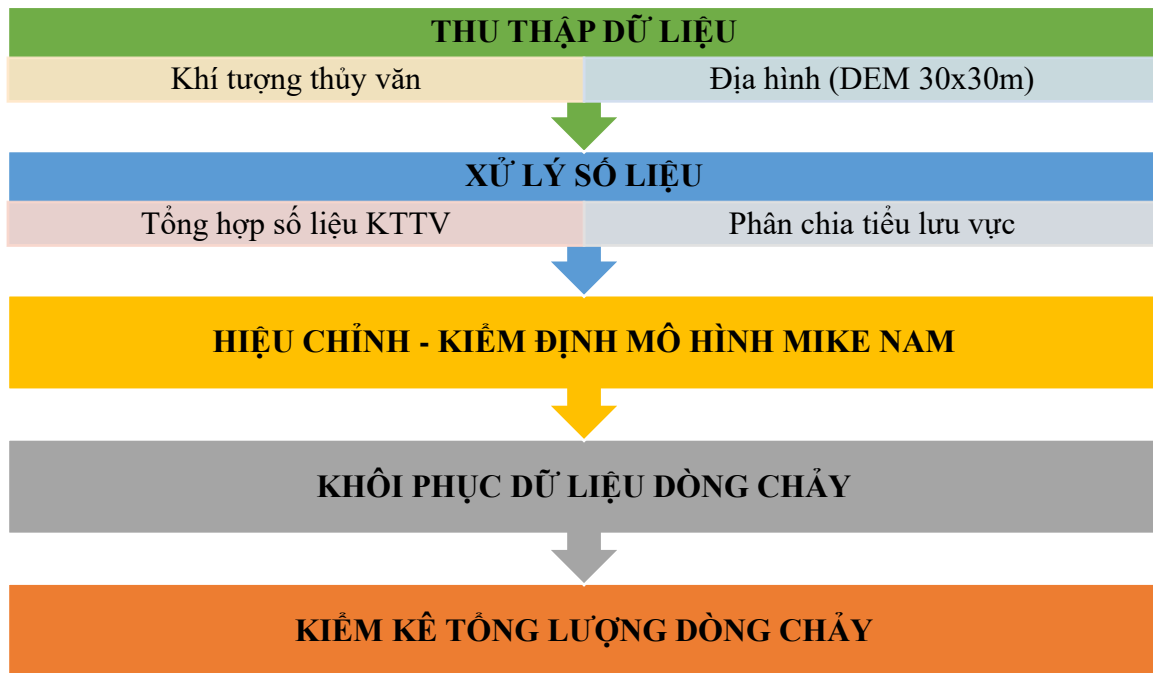 THU THẬP DỮ LIỆU
Khí tượng thủy văn
Địa hình (DEM 30x30m)
XỬ LÝ SỐ LIỆU
Tổng hợp số liệu KTTV
Phân chia tiểu lưu vực
HIỆU CHỈNH - KIỂM ĐỊNH MÔ HÌNH MIKE NAM
KHÔI PHỤC DỮ LIỆU DÒNG CHẢY
KIỂM KÊ TỔNG LƯỢNG DÒNG CHẢY